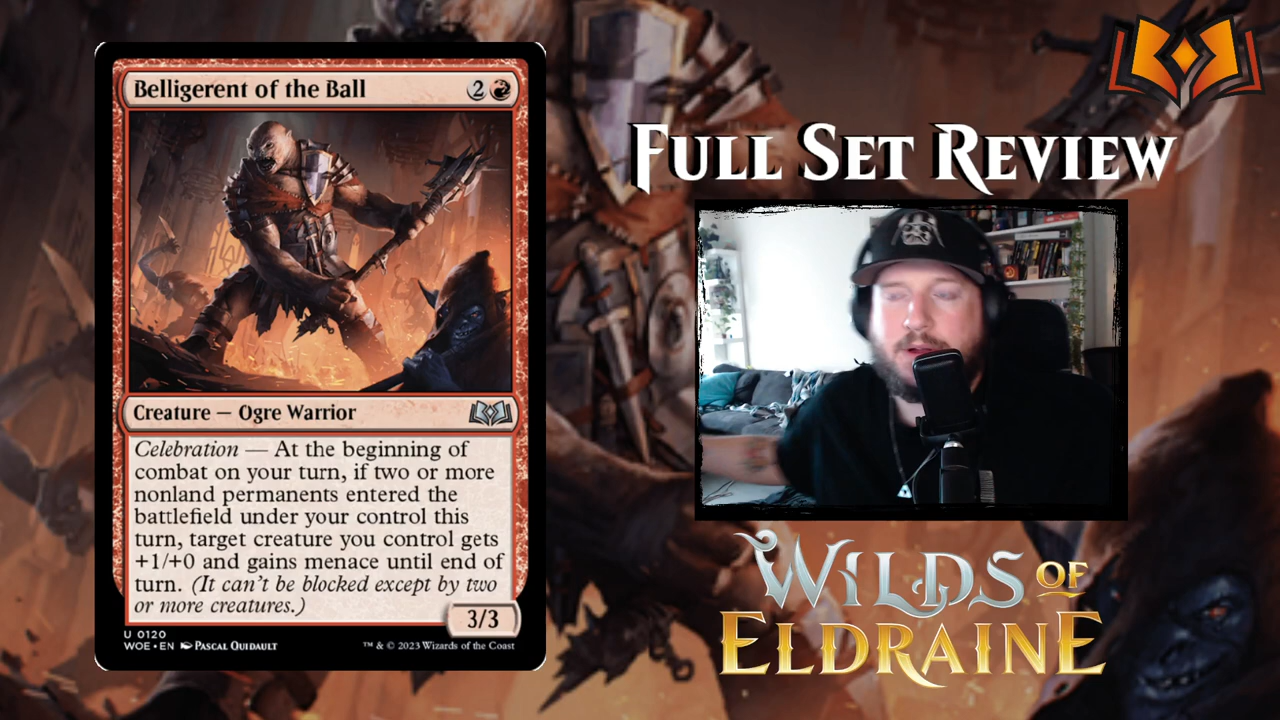 Belligerent of the Ball
2
Creature — Ogre Warrior
Celebration — At the beginning of
combat on your turn, if two or more
nonland permanents entered the
battlefield under your control this
turn, target creature you control gets
+1/+0 and gains menace until end of
turn. (It can't be blocked except by two
or more creatures.)
3/3
U 0120
WOE • EN Pascal Quidault
™ & © 2023 Wizards of the Coast
Full Set Review
Wilds of
Eldraine